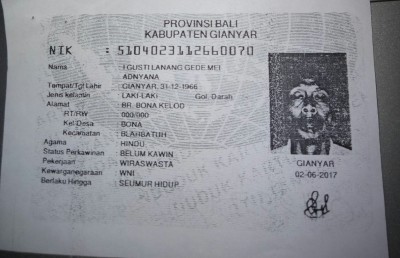 PROVINSI BALI
KABUPATEN GIANYAR
NIK : 5104023112660070
Nama : I GUSTI LANANG GEDE MEI
ADNYANA
Tempat/Tgl Lahir : GIANYAR, 31-12-1966
Jenis kelamin : LAKI-LAKI Gol. Darah
Alamat : BR. BONA KELOD
RT/RW : 000/000
Kel/Desa : BONA
Kecamatan : BLAHBATUH
Agama : HINDU
Status Perkawinan : BELUM KAWIN
Pekerjaan : WIRASWASTA
Kewarganegaraan : WNI
Berlaku Hingga : SEUMUR HIDUP
GIANYAR
02-06-2017